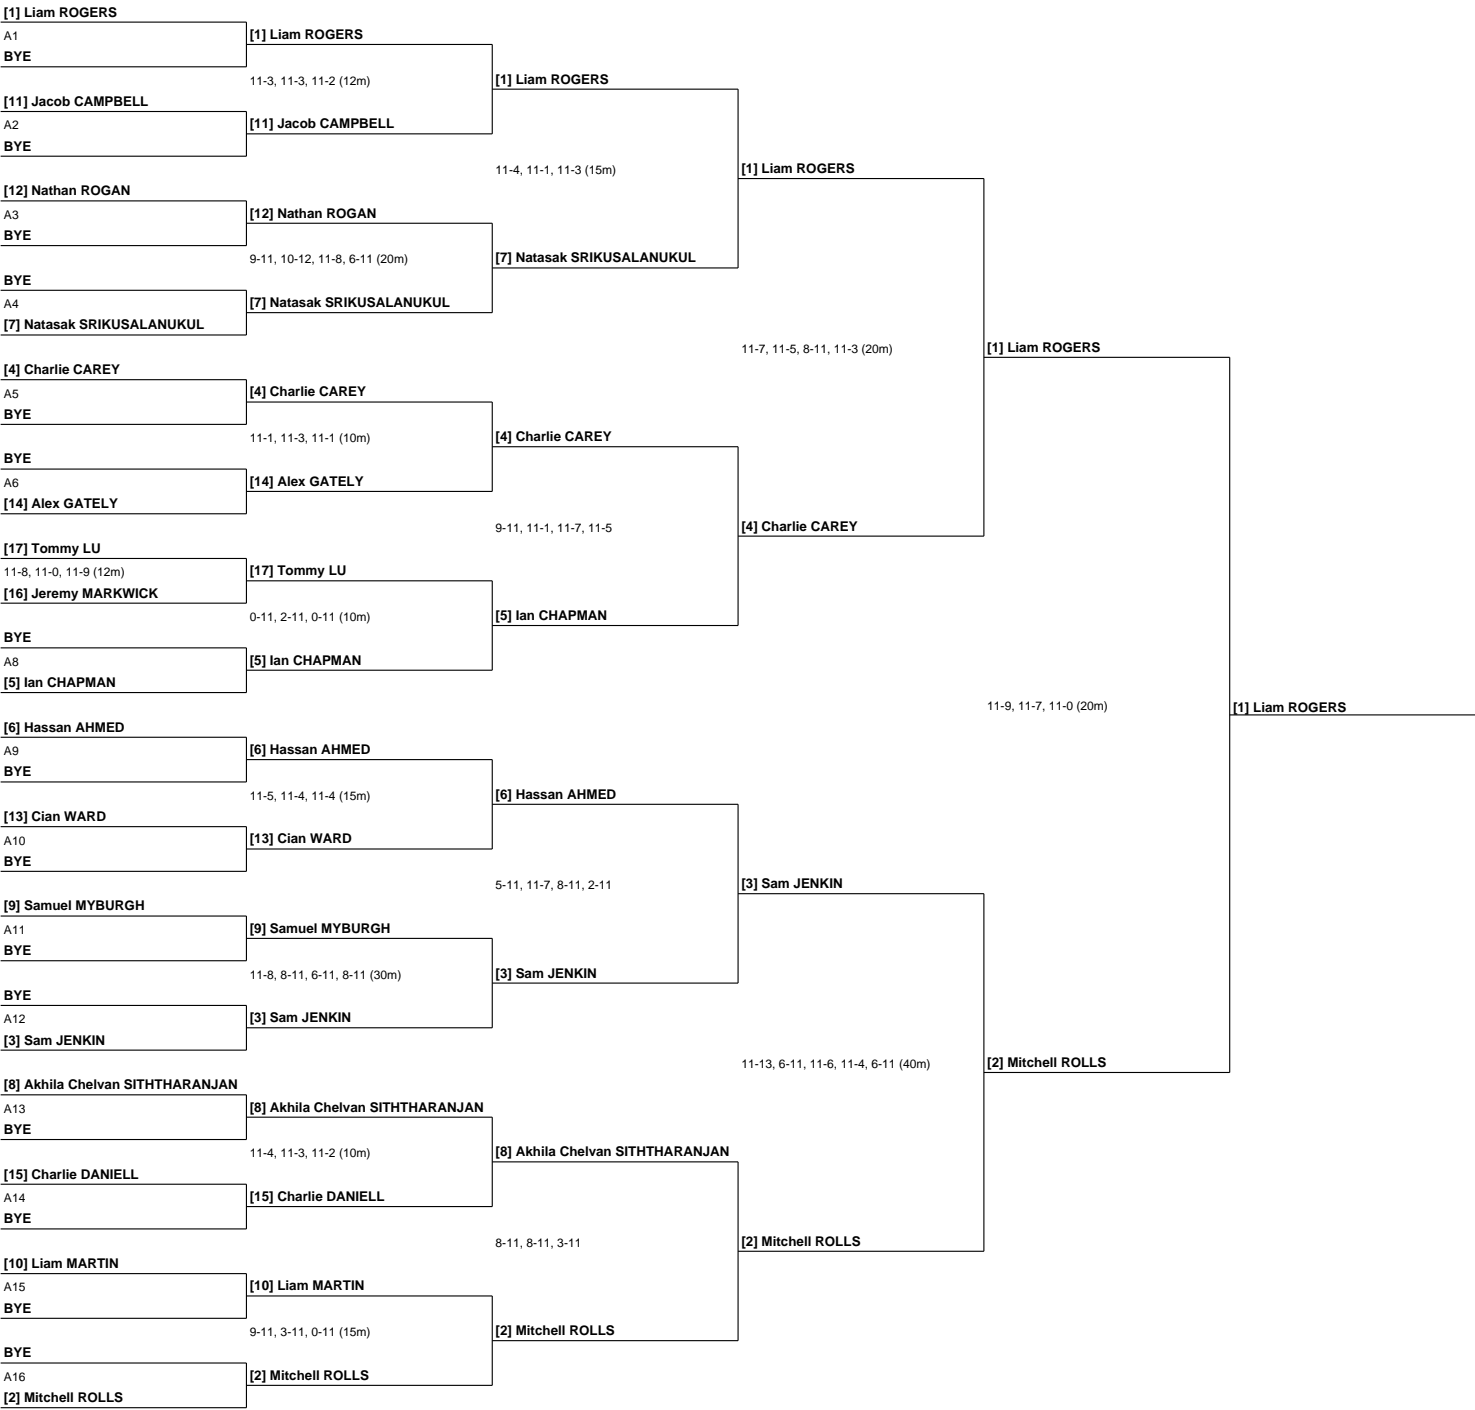 [1] Liam ROGERS
A1
BYE
[11] Jacob CAMPBELL
A2
BYE
[12] Nathan ROGAN
A3
BYE
BYE
A4
[7] Natasak SRIKUSALANUKUL
[4] Charlie CAREY
A5
BYE
BYE
A6
[14] Alex GATELY
[17] Tommy LU
11-8, 11-0, 11-9 (12m)
[16] Jeremy MARKWICK
BYE
A8
[5] Ian CHAPMAN
[6] Hassan AHMED
A9
BYE
[13] Cian WARD
A10
BYE
[9] Samuel MYBURGH
A11
BYE
BYE
A12
[3] Sam JENKIN
[8] Akhila Chelvan SITHTHARANJAN
A13
BYE
[15] Charlie DANIELL
A14
BYE
[10] Liam MARTIN
A15
BYE
BYE
A16
[2] Mitchell ROLLS
[1] Liam ROGERS
11-3, 11-3, 11-2 (12m)
[11] Jacob CAMPBELL
[12] Nathan ROGAN
9-11, 10-12, 11-8, 6-11 (20m)
[7] Natasak SRIKUSALANUKUL
[4] Charlie CAREY
11-1, 11-3, 11-1 (10m)
[14] Alex GATELY
[17] Tommy LU
0-11, 2-11, 0-11 (10m)
[5] Ian CHAPMAN
[6] Hassan AHMED
11-5, 11-4, 11-4 (15m)
[13] Cian WARD
[9] Samuel MYBURGH
11-8, 8-11, 6-11, 8-11 (30m)
[3] Sam JENKIN
[8] Akhila Chelvan SITHTHARANJAN
11-4, 11-3, 11-2 (10m)
[15] Charlie DANIELL
[10] Liam MARTIN
9-11, 3-11, 0-11 (15m)
[2] Mitchell ROLLS
[1] Liam ROGERS
11-4, 11-1, 11-3 (15m)
[7] Natasak SRIKUSALANUKUL
[4] Charlie CAREY
9-11, 11-1, 11-7, 11-5
[5] Ian CHAPMAN
[6] Hassan AHMED
5-11, 11-7, 8-11, 2-11
[3] Sam JENKIN
[8] Akhila Chelvan SITHTHARANJAN
8-11, 8-11, 3-11
[2] Mitchell ROLLS
[1] Liam ROGERS
11-7, 11-5, 8-11, 11-3 (20m)
[4] Charlie CAREY
[3] Sam JENKIN
11-13, 6-11, 11-6, 11-4, 6-11 (40m)
[2] Mitchell ROLLS
[1] Liam ROGERS
11-9, 11-7, 11-0 (20m)
[2] Mitchell ROLLS
[1] Liam ROGERS